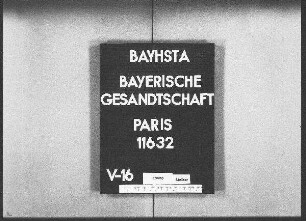 BAYHSTA
BAYERISCHE
GESANDTSCHAFT
PARIS
11632
V-16